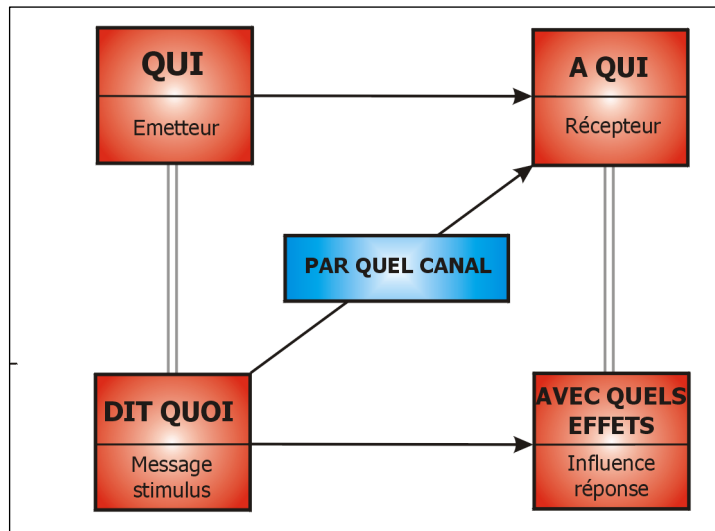 QUI
Emetteur
A QUI
Récepteur
PAR QUEL CANAL
DIT QUOI
Message
stimulus
AVEC QUELS
EFFETS
Influence
réponse